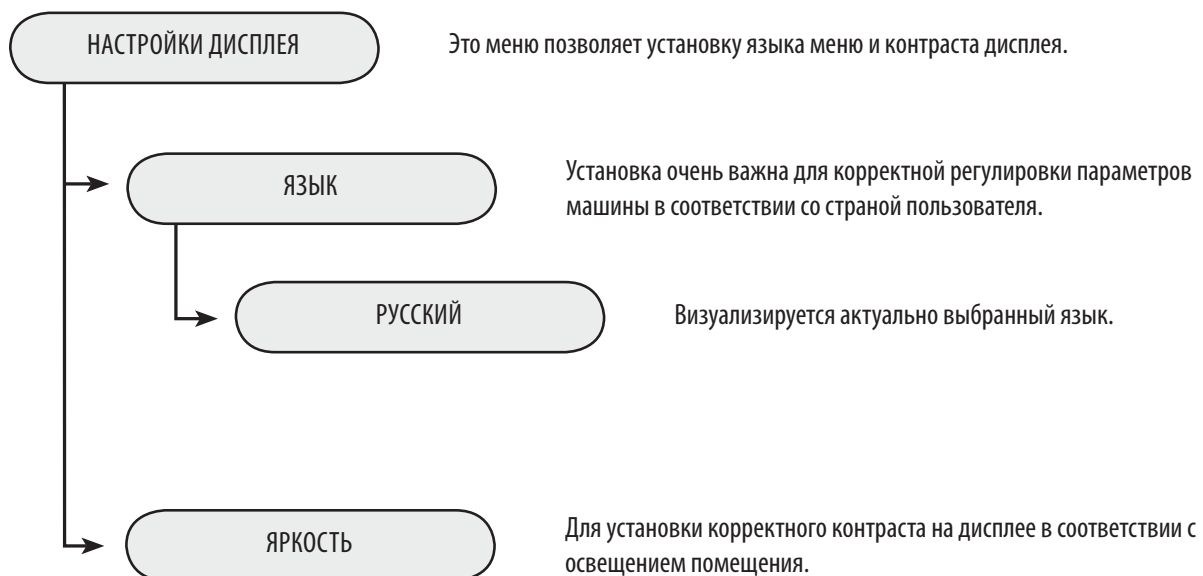 НАСТРОЙКИ ДИСПЛЕЯ
Это меню позволяет установку языка меню и контраста дисплея.
ЯЗЫК
Установка очень важна для корректной регулировки параметров
машины в соответствии со страной пользователя.
РУССКИЙ
Визуализируется актуально выбранный язык.
ЯРКОСТЬ
Для установки корректного контраста на дисплее в соответствии с
освещением помещения.